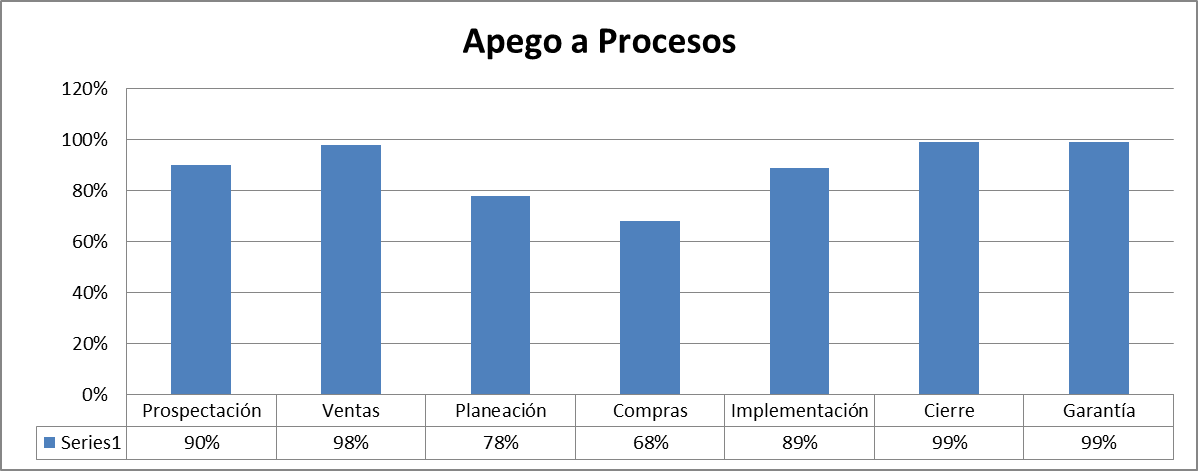 Apego a Procesos
120%
100%
80%
60%
40%
20%
0%
Prospectación Ventas Planeación Compras Implementación Cierre Garantía
Series1 90% 98% 78% 68% 89% 99% 99%